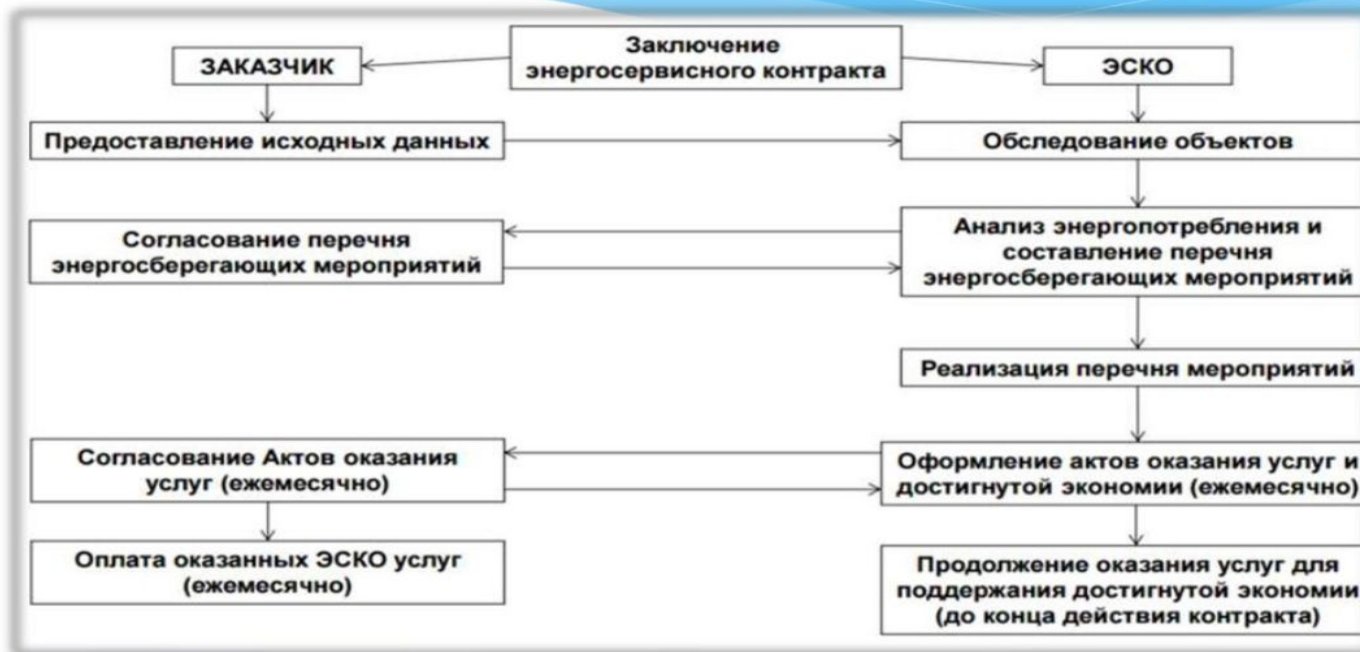 Заключение
энергосервисного контракта
ЗАКАЗЧИК
ЭСКО
Предоставление исходных данных
Обследование объектов
Согласование перечня
энергосберегающих мероприятий
Анализ энергопотребления и
составление перечня
энергосберегающих мероприятий
Реализация перечня мероприятий
Согласование Актов оказания
услуг (ежемесячно)
Оформление актов оказания услуг и
достигнутой экономии (ежемесячно)
Оплата оказанных ЭСКО услуг
(ежемесячно)
Продолжение оказания услуг для
поддержания достигнутой экономии
(до конца действия контракта)